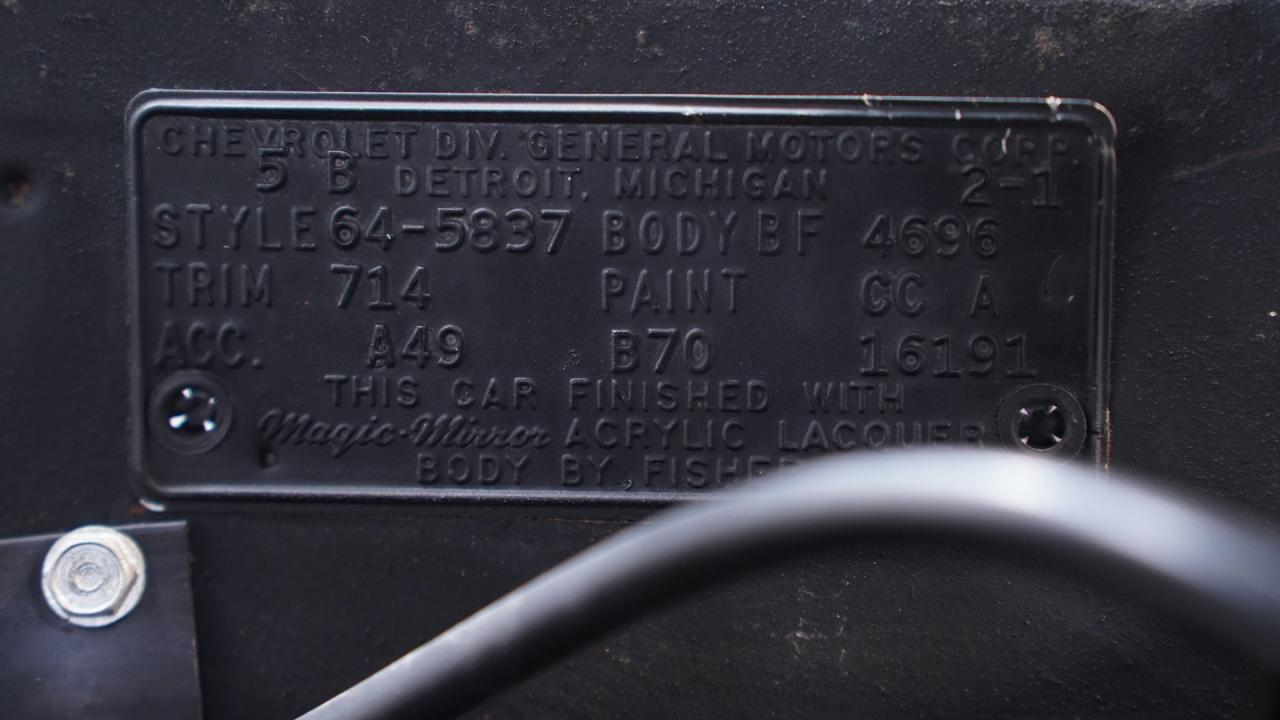 CHEVROLET DIV. GENERAL MOTORS CORP.
5 B DETROIT, MICHIGAN 2-1
STYLE 64-5837 BODY BF 4696
TRIM 714 PAINT CC A
ACC. A49 B70 16191
THIS CAR FINISHED WITH
Magic-Mirror ACRYLIC LACQUER
BODY BY FISHER